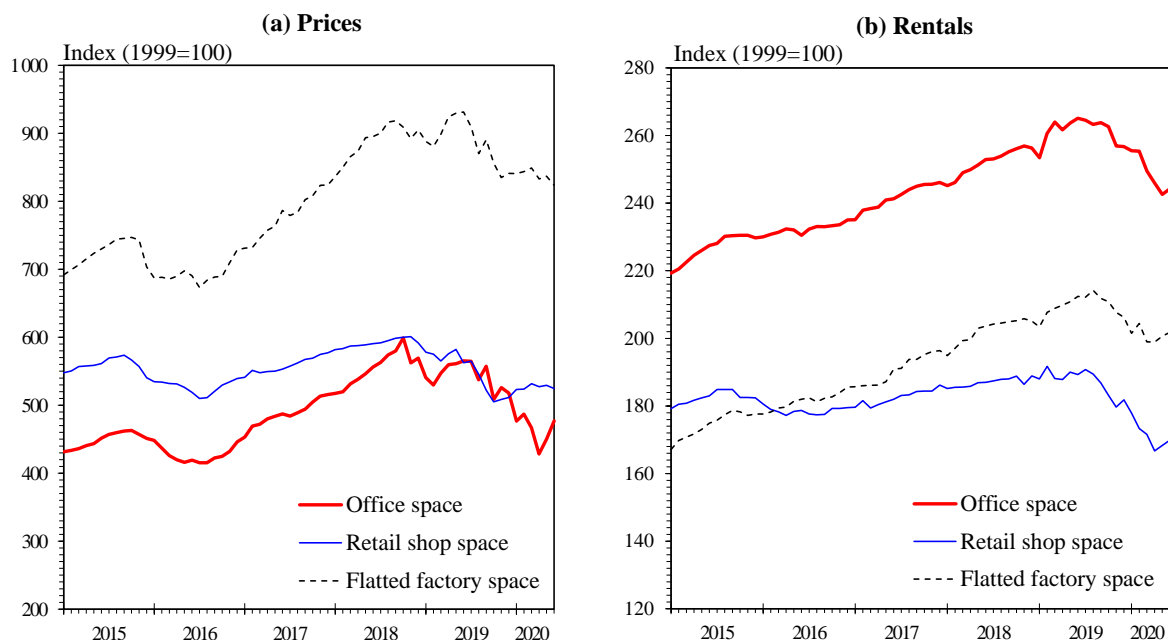 (a) Prices
Index (1999=100)
1 000
900
800
700
600
500
400
300
200
Office space
Retail shop space
Flatted factory space
2015 2016 2017 2018 2019 2020
(b) Rentals
Index (1999=100)
280
260
240
220
200
180
160
140
120
Office space
Retail shop space
Flatted factory space
2015 2016 2017 2018 2019 2020